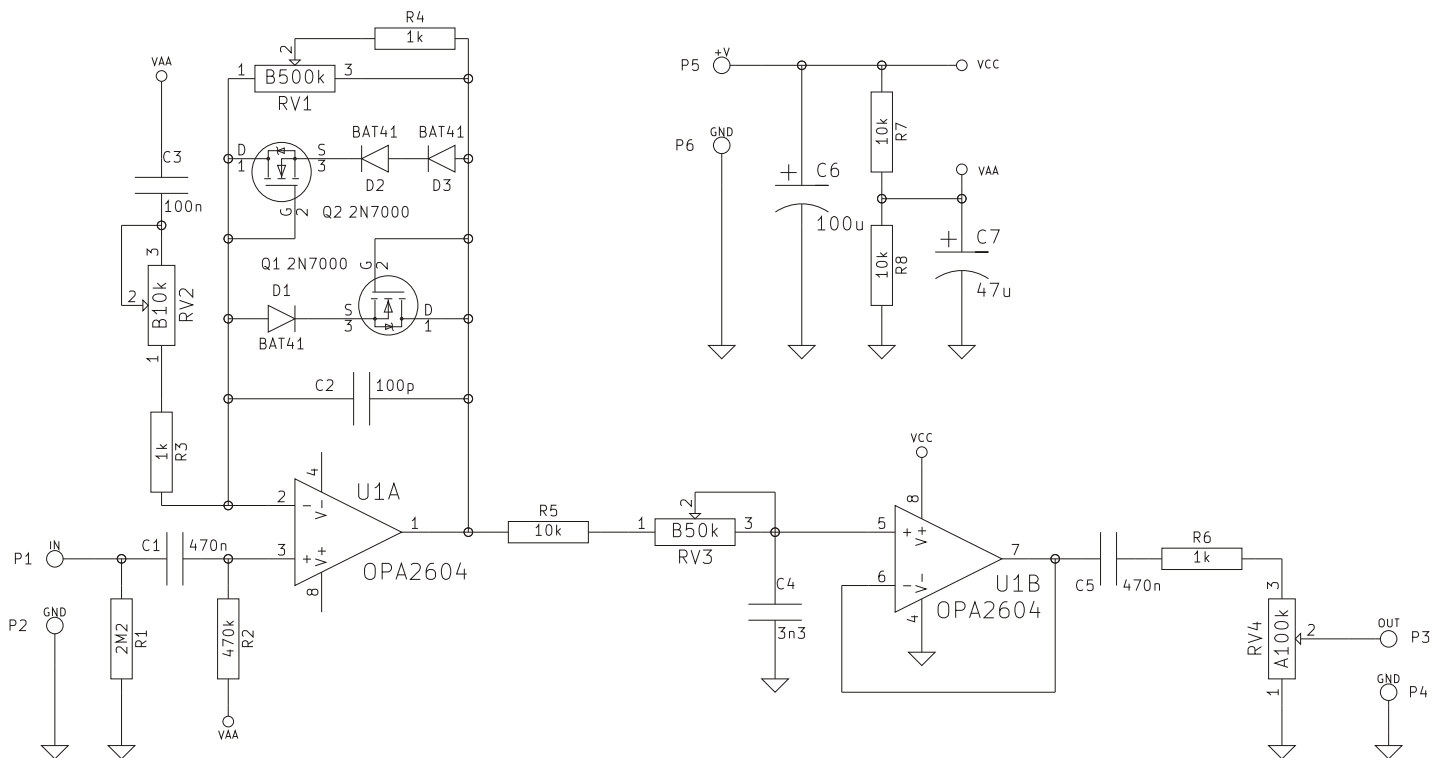 R4
1k
2
1 B500k 3
RV1
VAA
C3
100n
3
2
B10k
RV2
1
1k
R3
D
1
S
3
G
2
Q2 2N7000
BAT41
D2
BAT41
D3
Q1 2N7000
G
2
D1
BAT41
S
3
D
1
C2 100p
4
U1A
2 - V-
1
3 + V+
8
OPA2604
P1 IN
C1 470n
P2 GND
2M2
R1
470k
R2
VAA
R5
10k
2
1 B50k 3
RV3
C4
3n3
VCC
8
5 + V+
7
6 - V-
4
U1B
OPA2604
C5 470n
R6
1k
3
RV4
A100k
2
1
OUT
P3
GND
P4
P5 +V
VCC
P6 GND
10k
R7
C6
+
100u
VAA
10k
R8
C7
+
47u